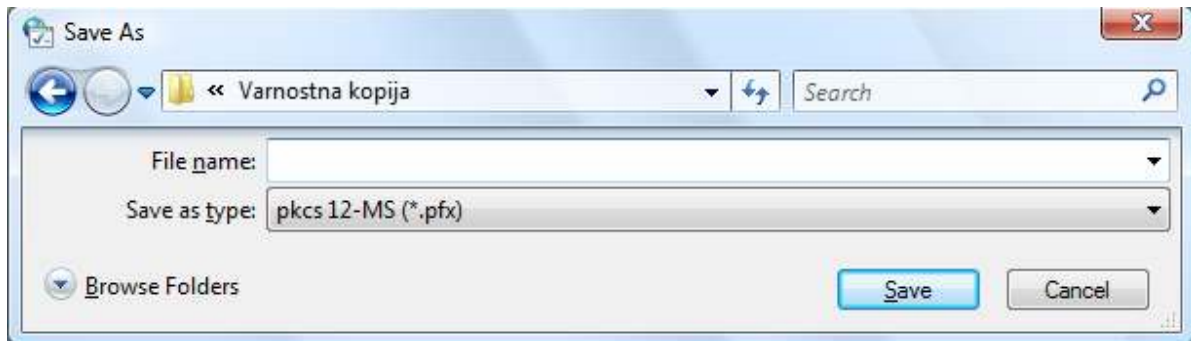 Save As
« Varnostna kopija
Search
File name:
Save as type: pkcs 12-MS (*.pfx)
Browse Folders
Save
Cancel